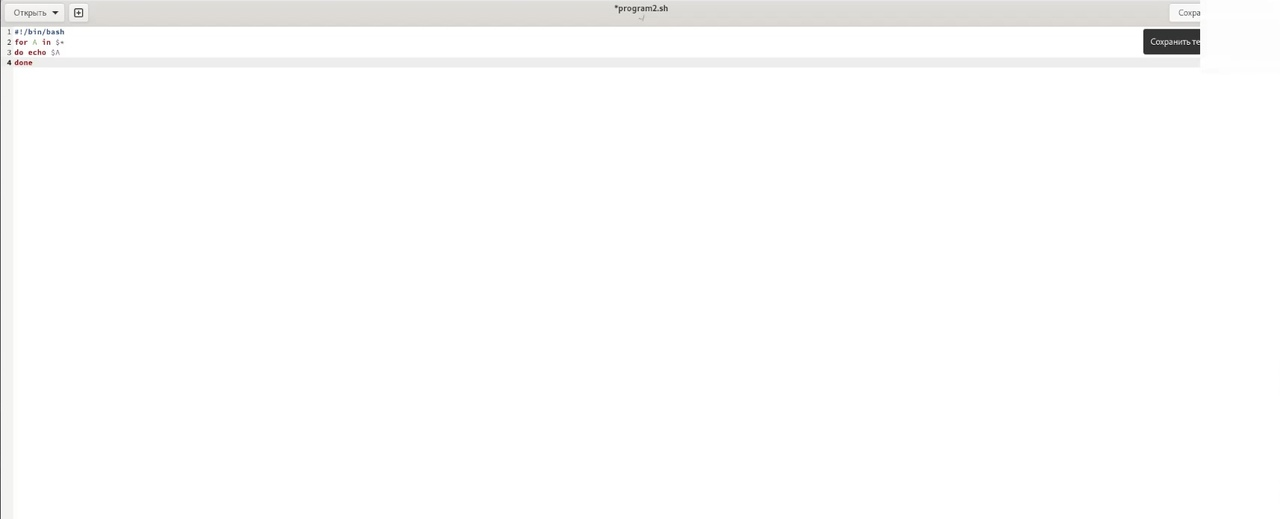 Открыть
*program2.sh
~/
Сохра
Сохранить те
1 #!/bin/bash
2 for A in $*
3 do echo $A
4 done